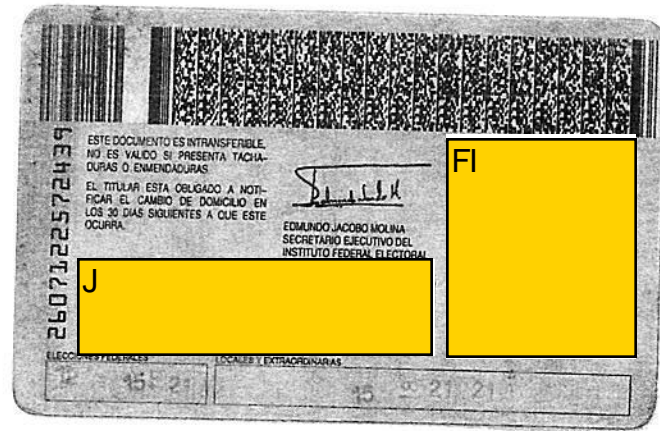 2607122572439
ESTE DOCUMENTO ES INTRANSFERIBLE,
NO ES VALIDO SI PRESENTA TACHA-
DURAS O ENMENDADURAS
EL TITULAR ESTA OBLIGADO A NOTI-
FICAR EL CAMBIO DE DOMICILIO EN
LOS 30 DIAS SIGUIENTES A QUE ESTE
OCURRA.
EDMUNDO JACOBO MOLINA
SECRETARIO EJECUTIVO DEL
INSTITUTO FEDERAL ELECTORAL
FI
J
ELECCIONES FEDERALES
LOCALES Y EXTRAORDINARIAS
15 21
15 21 21